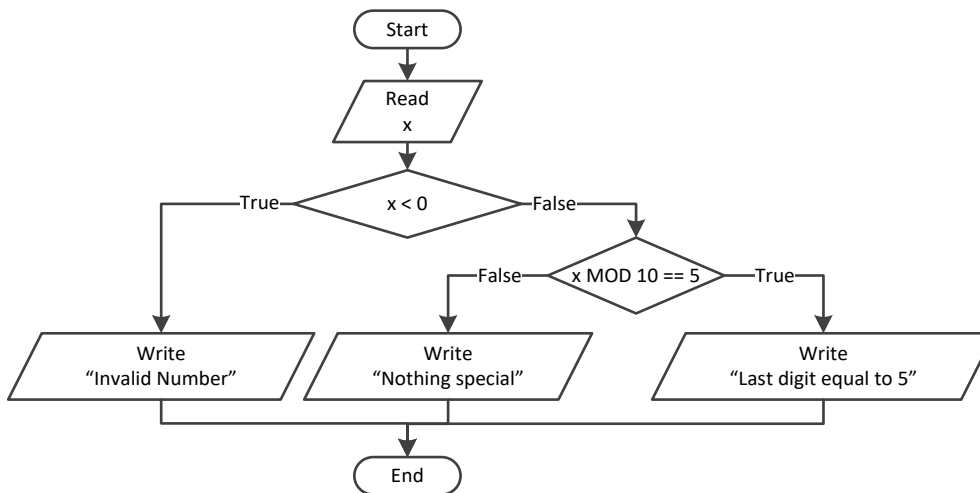 Start
Read
x
x < 0
True
False
x MOD 10 == 5
False
True
Write
“Invalid Number”
Write
“Nothing special”
Write
“Last digit equal to 5”
End